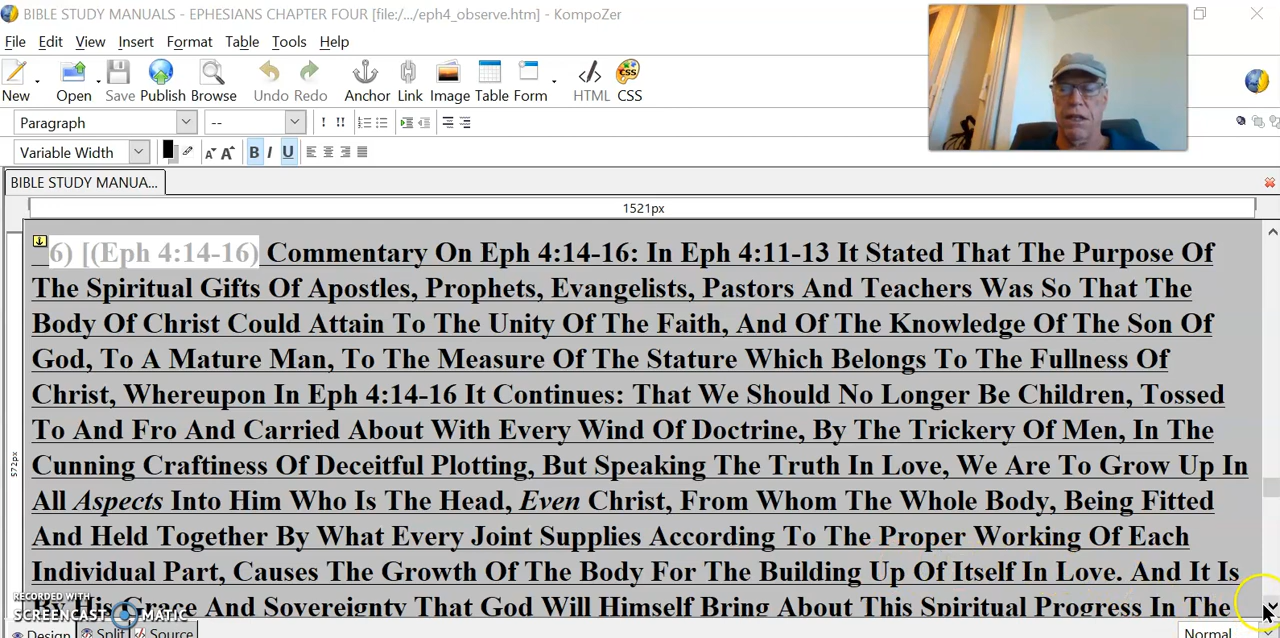 BIBLE STUDY MANUALS - EPHESIANS CHAPTER FOUR [file:/.../eph4_observe.htm] - KompoZer
File Edit View Insert Format Table Tools Help
New Open Save Publish Browse Undo Redo Anchor Link Image Table Form HTML CSS
Paragraph -- ! !!
Variable Width B I U
BIBLE STUDY MANUA...
1521px
6) [(Eph 4:14-16) Commentary On Eph 4:14-16: In Eph 4:11-13 It Stated That The Purpose Of
The Spiritual Gifts Of Apostles, Prophets, Evangelists, Pastors And Teachers Was So That The
Body Of Christ Could Attain To The Unity Of The Faith, And Of The Knowledge Of The Son Of
God, To A Mature Man, To The Measure Of The Stature Which Belongs To The Fullness Of
Christ, Whereupon In Eph 4:14-16 It Continues: That We Should No Longer Be Children, Tossed
To And Fro And Carried About With Every Wind Of Doctrine, By The Trickery Of Men, In The
Cunning Craftiness Of Deceitful Plotting, But Speaking The Truth In Love, We Are To Grow Up In
All Aspects Into Him Who Is The Head, Even Christ, From Whom The Whole Body, Being Fitted
And Held Together By What Every Joint Supplies According To The Proper Working Of Each
Individual Part, Causes The Growth Of The Body For The Building Up Of Itself In Love. And It Is
His Grace And Sovereignty That God Will Himself Bring About This Spiritual Progress In The
572px
RECORDED WITH
SCREENCAST MATIC
Design Split Source
Normal